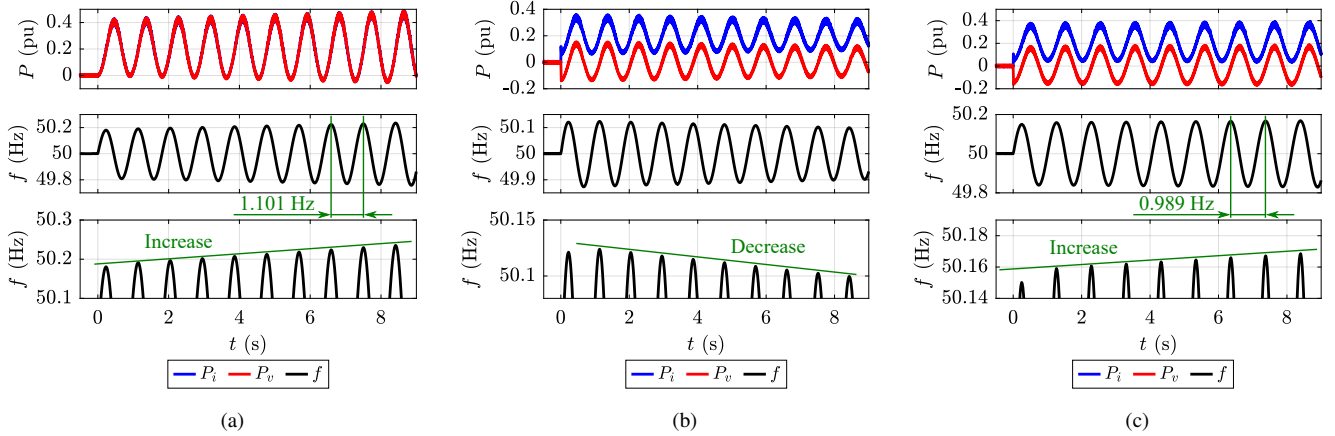 P (pu)
0.4
0.2
0
f (Hz)
50.2
50
49.8
1.101 Hz
f (Hz)
50.3
50.2
50.1
Increase
0 2 4 6 8
t (s)
P_i P_v f
(a)
P (pu)
0.4
0.2
0
-0.2
f (Hz)
50.1
50
49.9
f (Hz)
50.15
50.1
Decrease
0 2 4 6 8
t (s)
P_i P_v f
(b)
P (pu)
0.4
0.2
0
-0.2
f (Hz)
50.2
50
49.8
0.989 Hz
f (Hz)
50.18
50.16
50.14
Increase
0 2 4 6 8
t (s)
P_i P_v f
(c)